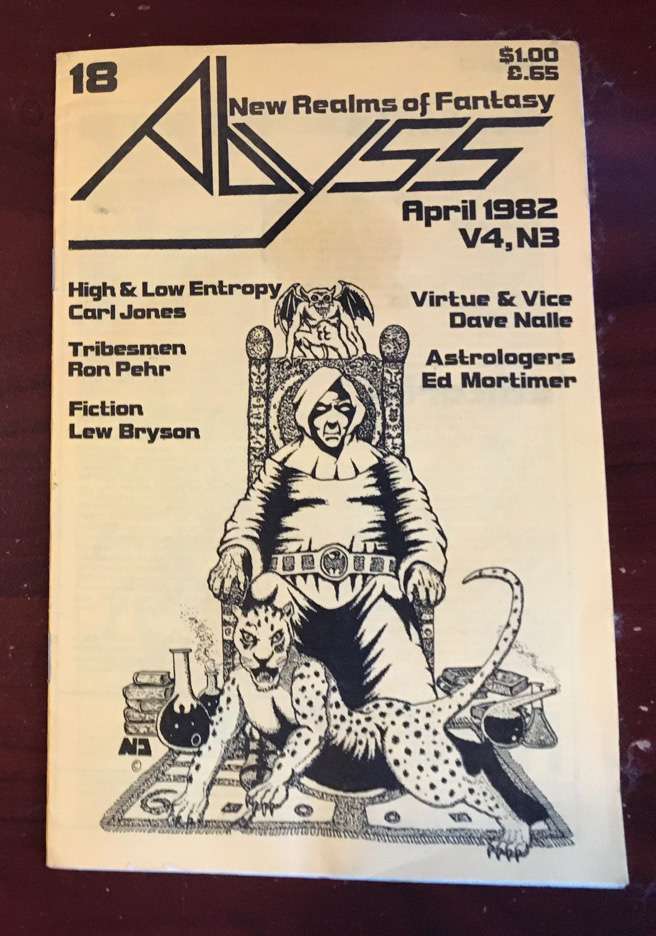 18
$1.00
£.65
Abyss
New Realms of Fantasy
April 1982
V4, N3
High & Low Entropy
Carl Jones
Tribesmen
Ron Pehr
Fiction
Lew Bryson
Virtue & Vice
Dave Nalle
Astrologers
Ed Mortimer
©